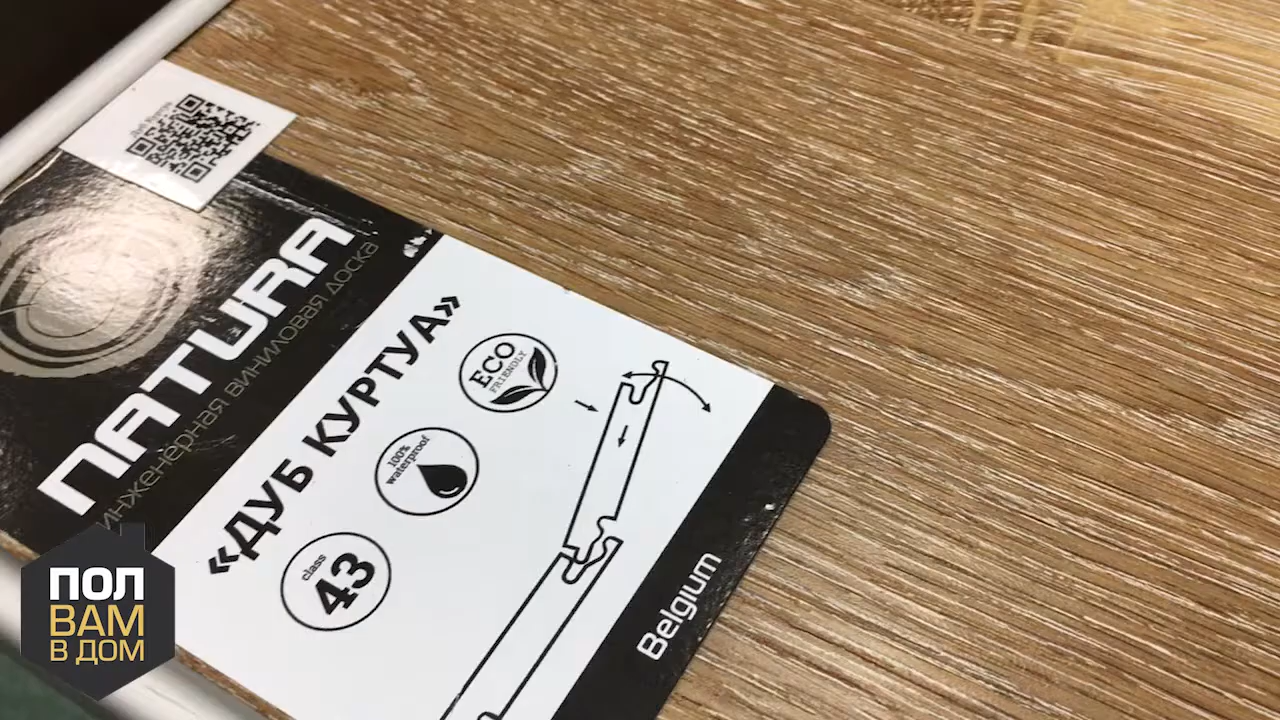 NATURA
инженерная виниловая доска
«ДУБ КУРТУА»
ECO
FRIENDLY
100%
waterproof
class
43
Belgium
ПОЛ
ВАМ
В ДОМ